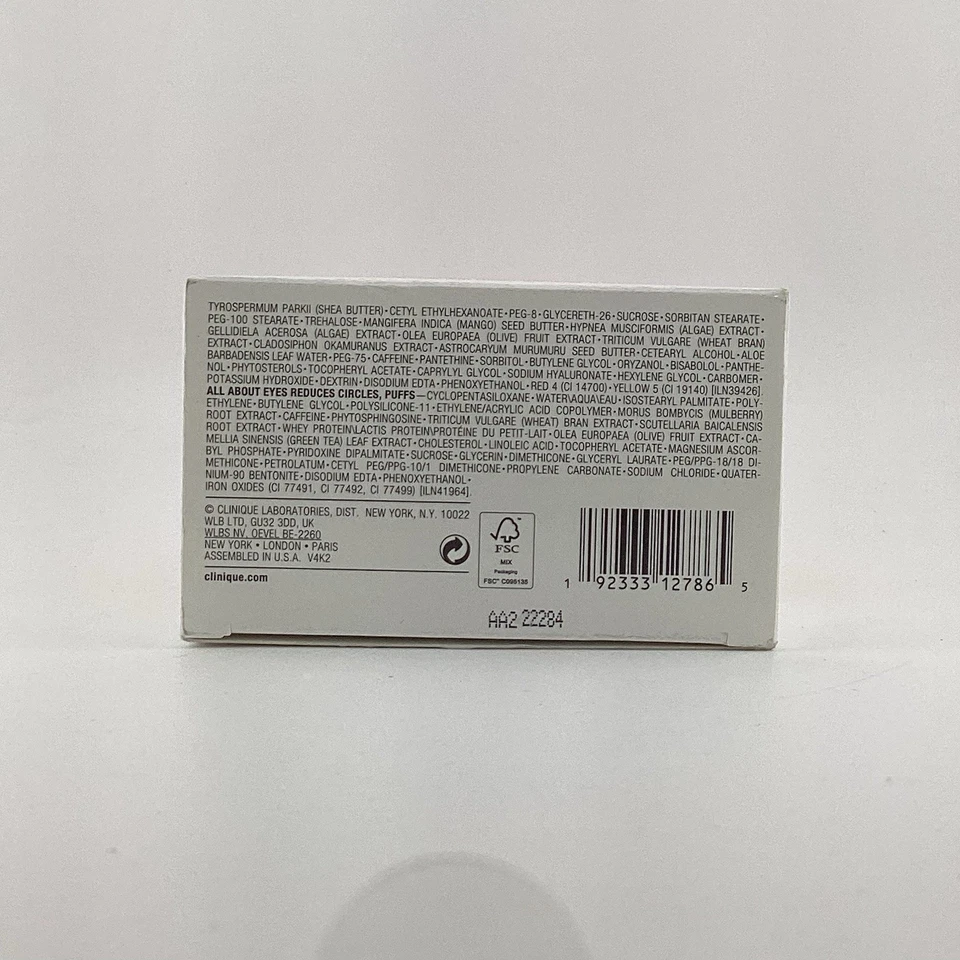 TYROSPERMUM PARKII (SHEA BUTTER)•CETYL ETHYLHEXANOATE•PEG-8•GLYCERETH-26•SUCROSE•SORBITAN STEARATE•
PEG-100 STEARATE•TREHALOSE•MANGIFERA INDICA (MANGO) SEED BUTTER•HYPNEA MUSCIFORMIS (ALGAE) EXTRACT•
GELLIDIELA ACEROSA (ALGAE) EXTRACT•OLEA EUROPAEA (OLIVE) FRUIT EXTRACT•TRITICUM VULGARE (WHEAT BRAN)
EXTRACT•CLADOSIPHON OKAMURANUS EXTRACT•ASTROCARYUM MURUMURU SEED BUTTER•CETEARYL ALCOHOL•ALOE
BARBADENSIS LEAF WATER•PEG-75•CAFFEINE•PANTETHINE•SORBITOL•BUTYLENE GLYCOL•ORYZANOL•BISABOLOL•PANTHE-
NOL•PHYTOSTEROLS•TOCOPHERYL ACETATE•CAPRYLYL GLYCOL•SODIUM HYALURONATE•HEXYLENE GLYCOL•CARBOMER•
POTASSIUM HYDROXIDE•DEXTRIN•DISODIUM EDTA•PHENOXYETHANOL•RED 4 (CI 14700)•YELLOW 5 (CI 19140) [ILN39426]
ALL ABOUT EYES REDUCES CIRCLES, PUFFS—CYCLOPENTASILOXANE•WATER\AQUA\EAU•ISOSTEARYL PALMITATE•POLY-
ETHYLENE•BUTYLENE GLYCOL•POLYSILICONE-11•ETHYLENE/ACRYLIC ACID COPOLYMER•MORUS BOMBYCIS (MULBERRY)
ROOT EXTRACT•CAFFEINE•PHYTOSPHINGOSINE•TRITICUM VULGARE (WHEAT) BRAN EXTRACT•SCUTELLARIA BAICALENSIS
ROOT EXTRACT•WHEY PROTEIN\LACTIS PROTEIN\PROTÉINE DU PETIT-LAIT•OLEA EUROPAEA (OLIVE) FRUIT EXTRACT•CA-
MELLIA SINENSIS (GREEN TEA) LEAF EXTRACT•CHOLESTEROL•LINOLEIC ACID•TOCOPHERYL ACETATE•MAGNESIUM ASCOR-
BYL PHOSPHATE•PYRIDOXINE DIPALMITATE•SUCROSE•GLYCERIN•DIMETHICONE•GLYCERYL LAURATE•PEG/PPG-18/18 DI-
METHICONE•PETROLATUM•CETYL PEG/PPG-10/1 DIMETHICONE•PROPYLENE CARBONATE•SODIUM CHLORIDE•QUATER-
NIUM-90 BENTONITE•DISODIUM EDTA•PHENOXYETHANOL•
IRON OXIDES (CI 77491, CI 77492, CI 77499) [ILN41964].
© CLINIQUE LABORATORIES, DIST. NEW YORK, N.Y. 10022
WLB LTD, GU32 3DD, UK
WLBS NV, OEVEL BE-2260
NEW YORK • LONDON • PARIS
ASSEMBLED IN U.S.A. V4K2
clinique.com
FSC
MIX
Packaging
FSC™ C095135
1 92333 12786 5
AA2 22284